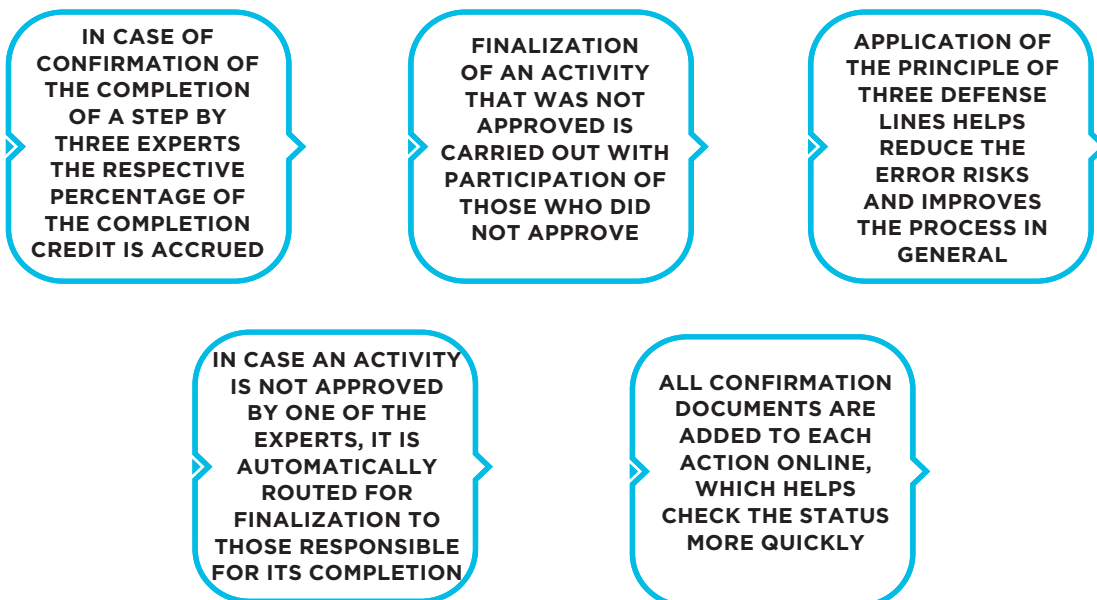 IN CASE OF
CONFIRMATION OF
THE COMPLETION
OF A STEP BY
THREE EXPERTS
THE RESPECTIVE
PERCENTAGE OF
THE COMPLETION
CREDIT IS ACCRUED
FINALIZATION
OF AN ACTIVITY
THAT WAS NOT
APPROVED IS
CARRIED OUT WITH
PARTICIPATION OF
THOSE WHO DID
NOT APPROVE
APPLICATION OF
THE PRINCIPLE OF
THREE DEFENSE
LINES HELPS
REDUCE THE
ERROR RISKS
AND IMPROVES
THE PROCESS IN
GENERAL
IN CASE AN ACTIVITY
IS NOT APPROVED
BY ONE OF THE
EXPERTS, IT IS
AUTOMATICALLY
ROUTED FOR
FINALIZATION TO
THOSE RESPONSIBLE
FOR ITS COMPLETION
ALL CONFIRMATION
DOCUMENTS ARE
ADDED TO EACH
ACTION ONLINE,
WHICH HELPS
CHECK THE STATUS
MORE QUICKLY